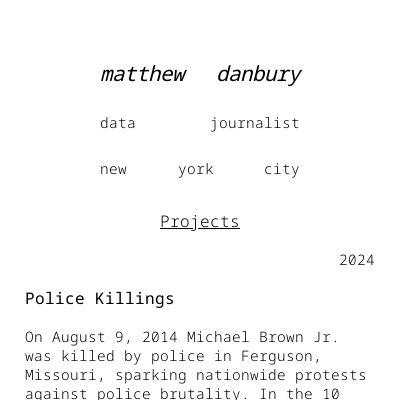 matthew danbury
data journalist
new york city
Projects
2024
Police Killings
On August 9, 2014 Michael Brown Jr.
was killed by police in Ferguson,
Missouri, sparking nationwide protests
against police brutality. In the 10